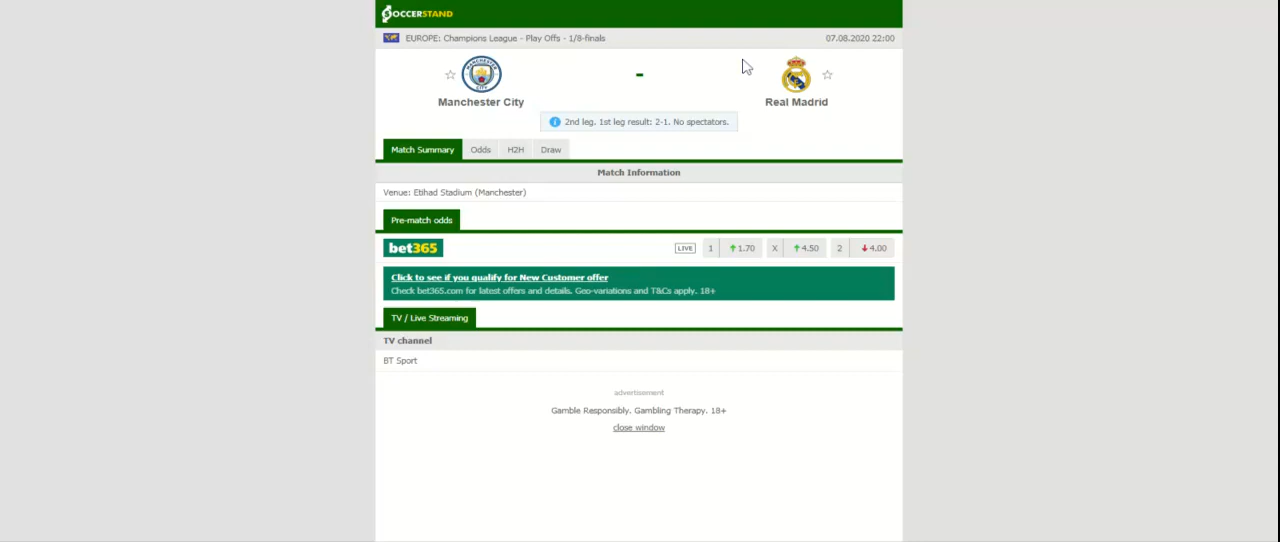 SOCCERSTAND
EUROPE: Champions League - Play Offs - 1/8-finals 07.08.2020 22:00
Manchester City - Real Madrid
2nd leg. 1st leg result: 2-1. No spectators.
Match Summary Odds H2H Draw
Match Information
Venue: Etihad Stadium (Manchester)
Pre-match odds
bet365 LIVE 1 1.70 X 4.50 2 4.00
Click to see if you qualify for New Customer offer
Check bet365.com for latest offers and details. Geo-variations and T&Cs apply. 18+
TV / Live Streaming
TV channel
BT Sport
advertisement
Gamble Responsibly. Gambling Therapy. 18+
close window